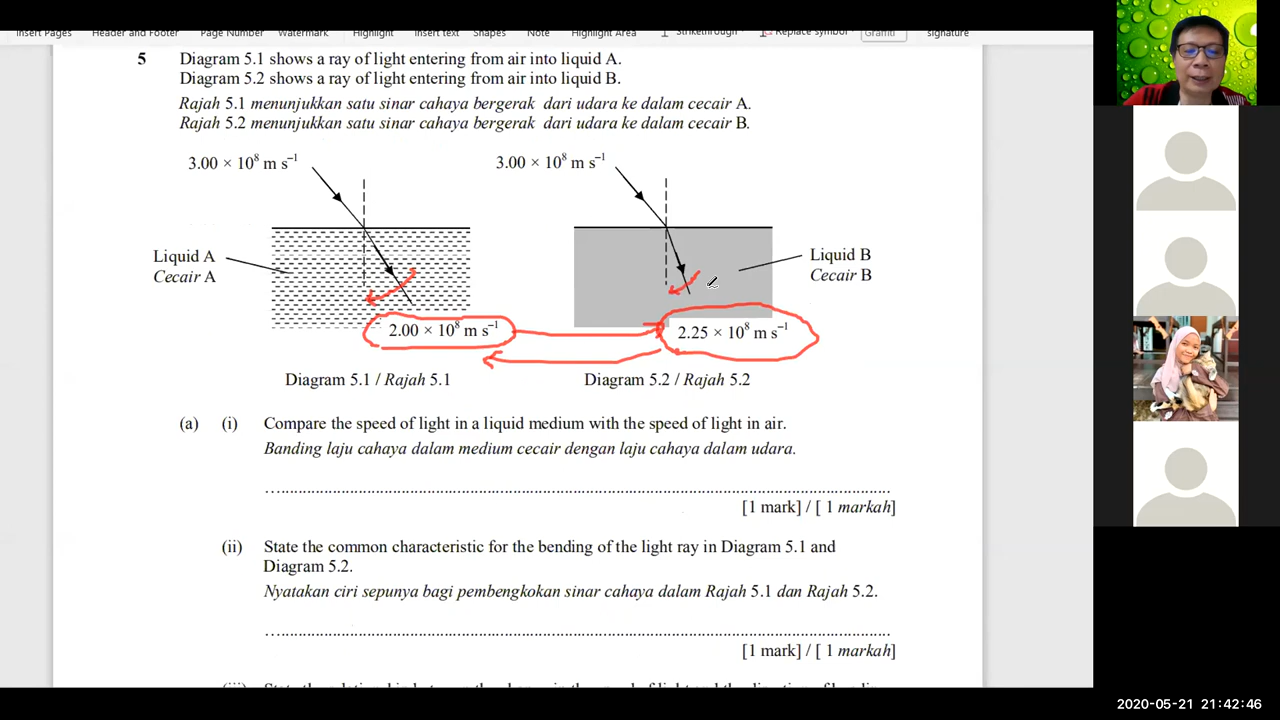 Insert Pages Header and Footer Page Number Watermark Highlight Insert text Shapes Note Highlight Area Strikethrough Replace symbol Graffiti signature
5 Diagram 5.1 shows a ray of light entering from air into liquid A.
Diagram 5.2 shows a ray of light entering from air into liquid B.
Rajah 5.1 menunjukkan satu sinar cahaya bergerak dari udara ke dalam cecair A.
Rajah 5.2 menunjukkan satu sinar cahaya bergerak dari udara ke dalam cecair B.
3.00 × 10⁸ m s⁻¹ 3.00 × 10⁸ m s⁻¹
Liquid A Liquid B
Cecair A Cecair B
2.00 × 10⁸ m s⁻¹ 2.25 × 10⁸ m s⁻¹
Diagram 5.1 / Rajah 5.1 Diagram 5.2 / Rajah 5.2
(a) (i) Compare the speed of light in a liquid medium with the speed of light in air.
Banding laju cahaya dalam medium cecair dengan laju cahaya dalam udara.
[1 mark] / [ 1 markah]
(ii) State the common characteristic for the bending of the light ray in Diagram 5.1 and
Diagram 5.2.
Nyatakan ciri sepunya bagi pembengkokan sinar cahaya dalam Rajah 5.1 dan Rajah 5.2.
[1 mark] / [ 1 markah]
2020-05-21 21:42:46